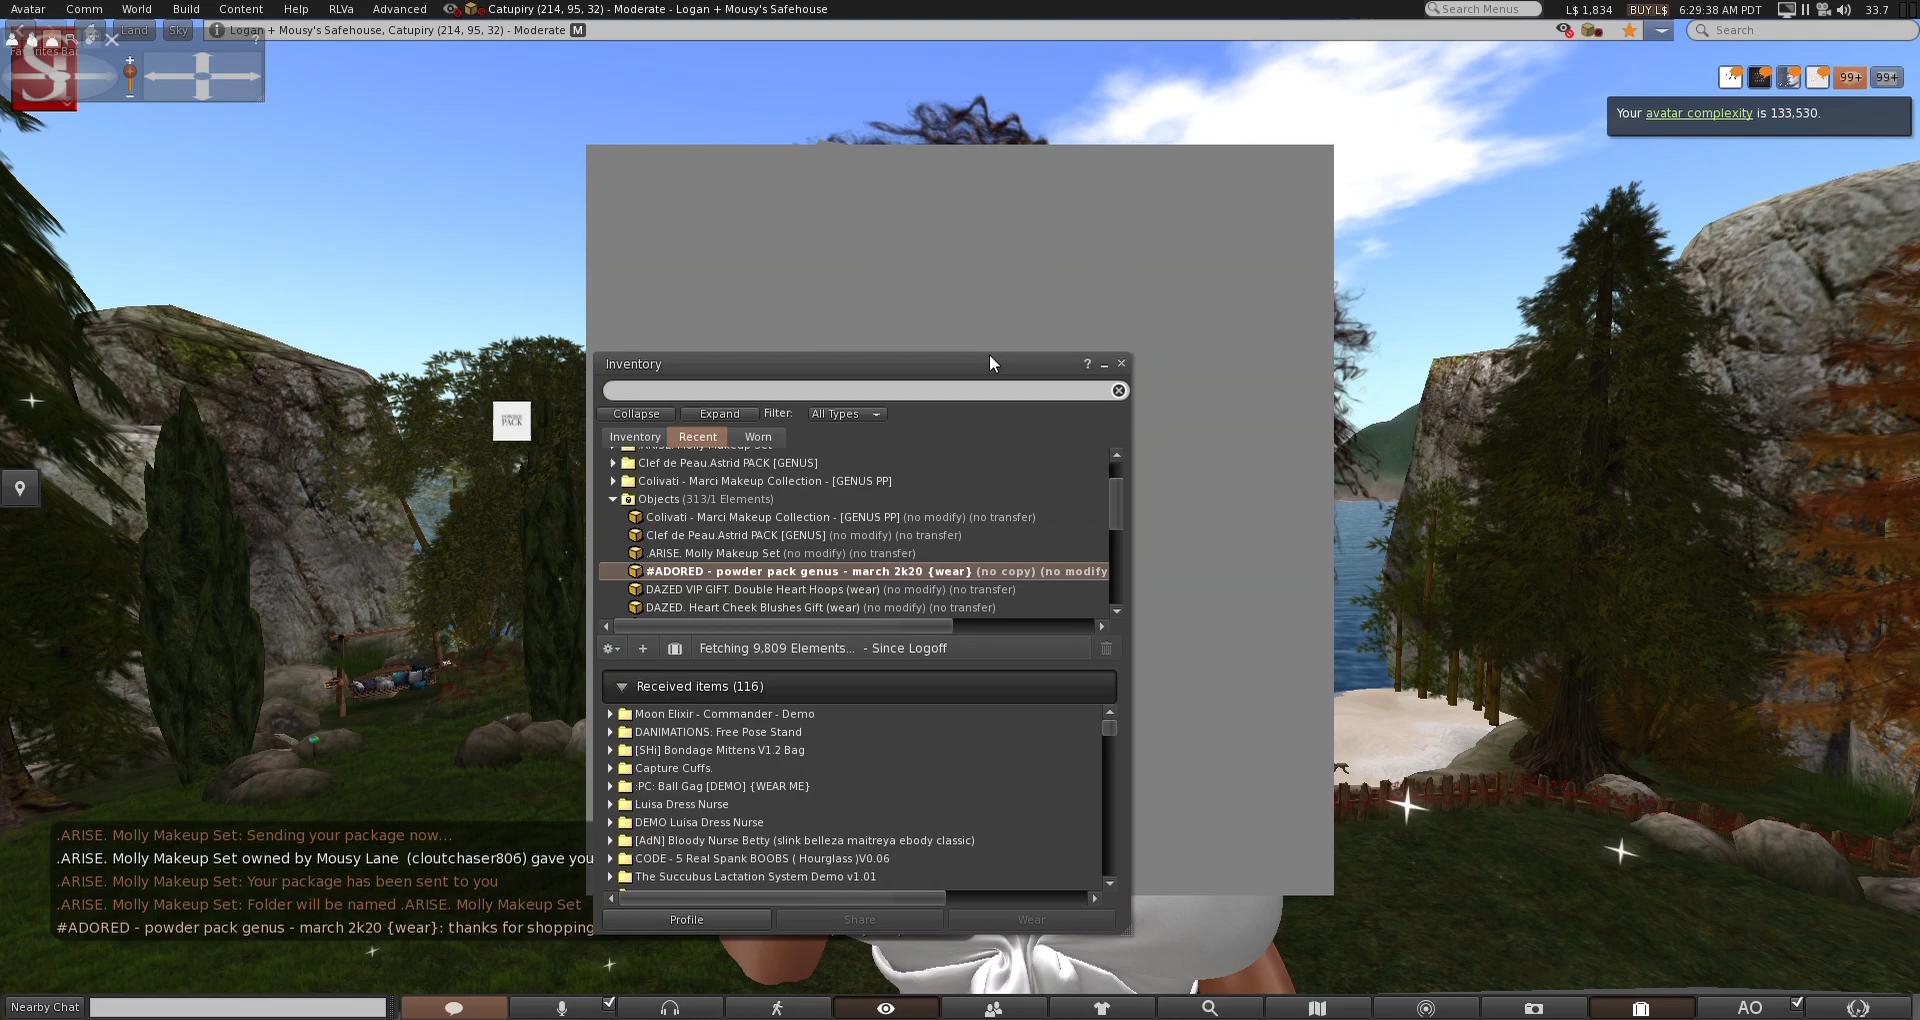 Avatar Comm World Build Content Help RLVa Advanced Catupiry (214, 95, 32) - Moderate - Logan + Mousy's Safehouse Search Menus L$ 1,834 BUY L$ 6:29:38 AM PDT 33.7
Land Sky Logan + Mousy's Safehouse, Catupiry (214, 95, 32) - Moderate M Search
Favorites Bar
99+ 99+
Your avatar complexity is 133,530.
Inventory ?
Collapse Expand Filter: All Types
POWDER
PACK
Inventory Recent Worn
.ARISE. Molly Makeup Set
Clef de Peau.Astrid PACK [GENUS]
Colivati - Marci Makeup Collection - [GENUS PP]
Objects (313/1 Elements)
Colivati - Marci Makeup Collection - [GENUS PP] (no modify) (no transfer)
Clef de Peau.Astrid PACK [GENUS] (no modify) (no transfer)
.ARISE. Molly Makeup Set (no modify) (no transfer)
#ADORED - powder pack genus - march 2k20 {wear} (no copy) (no modify
DAZED VIP GIFT. Double Heart Hoops (wear) (no modify) (no transfer)
DAZED. Heart Cheek Blushes Gift (wear) (no modify) (no transfer)
Fetching 9,809 Elements... - Since Logoff
Received items (116)
Moon Elixir - Commander - Demo
DANIMATIONS: Free Pose Stand
[SHi] Bondage Mittens V1.2 Bag
Capture Cuffs.
:PC: Ball Gag [DEMO] {WEAR ME}
Luisa Dress Nurse
DEMO Luisa Dress Nurse
[AdN] Bloody Nurse Betty (slink belleza maitreya ebody classic)
CODE - 5 Real Spank BOOBS ( Hourglass )V0.06
The Succubus Lactation System Demo v1.01
Profile Share Wear
.ARISE. Molly Makeup Set: Sending your package now...
.ARISE. Molly Makeup Set owned by Mousy Lane (cloutchaser806) gave you
.ARISE. Molly Makeup Set: Your package has been sent to you
.ARISE. Molly Makeup Set: Folder will be named .ARISE. Molly Makeup Set
#ADORED - powder pack genus - march 2k20 {wear}: thanks for shopping
Nearby Chat AO